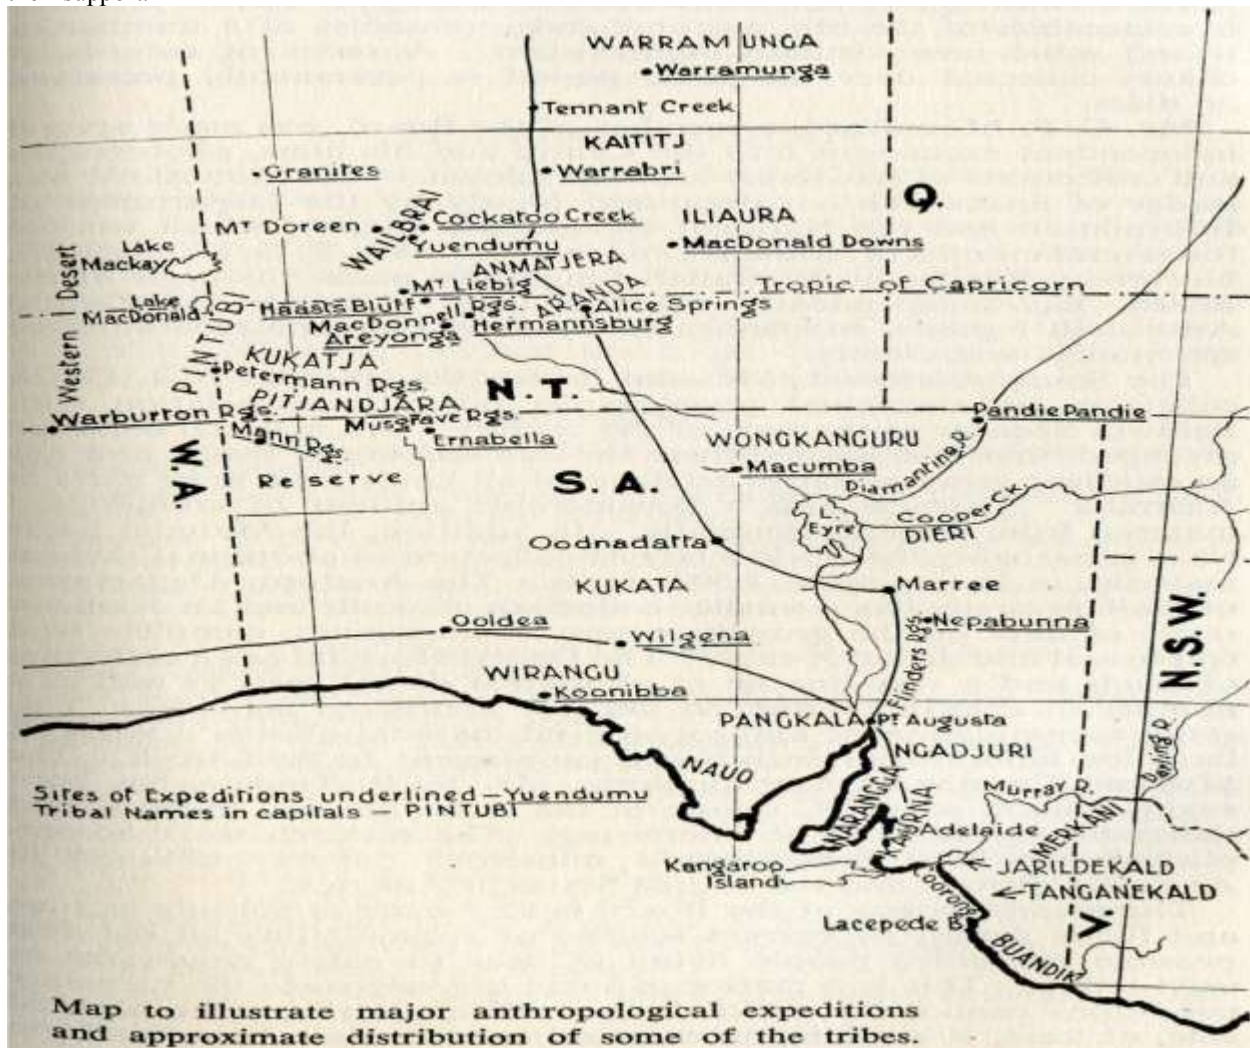 WARRAMUNGA
Warramunga
Tennant Creek
KAITITJ
Granites
Warrabri
Q.
WAILBRAI
Cockatoo Creek
ILIAURA
Mᵀ Doreen
Yuendumu
MacDonald Downs
Lake
Mackay
ANMATJERA
Western Desert
Mᵀ Liebig
ARANDA
Tropic of Capricorn
Lake
MacDonald
PINTUBI
Haasts Bluff
Alice Springs
MacDonnell Rgs.
Hermannsburg
Areyonga
KUKATJA
Petermann Rgs.
N.T.
PITJANDJARA
Warburton Rgs.
Musgrave Rgs.
Pandie Pandie
Mann Rgs.
Ernabella
WONGKANGURU
W.A.
Reserve
S.A.
Macumba
Diamantina R.
L.
Eyre
Cooper Ck.
DIERI
Oodnadatta
KUKATA
Marree
Ooldea
Wilgena
Nepabunna
N.S.W.
WIRANGU
Koonibba
Flinders Rgs.
PANGKALA
Pᵀ Augusta
NGADJURI
Darling R.
NAUO
Murray R.
Sites of Expeditions underlined — Yuendumu
Tribal Names in capitals — PINTUBI
NARANGGA
KAURNA
Adelaide
MERKANI
Kangaroo
Island
JARILDEKALD
Coorong
TANGANEKALD
Lacepede B.
V.
BUANDIK
Map to illustrate major anthropological expeditions
and approximate distribution of some of the tribes.